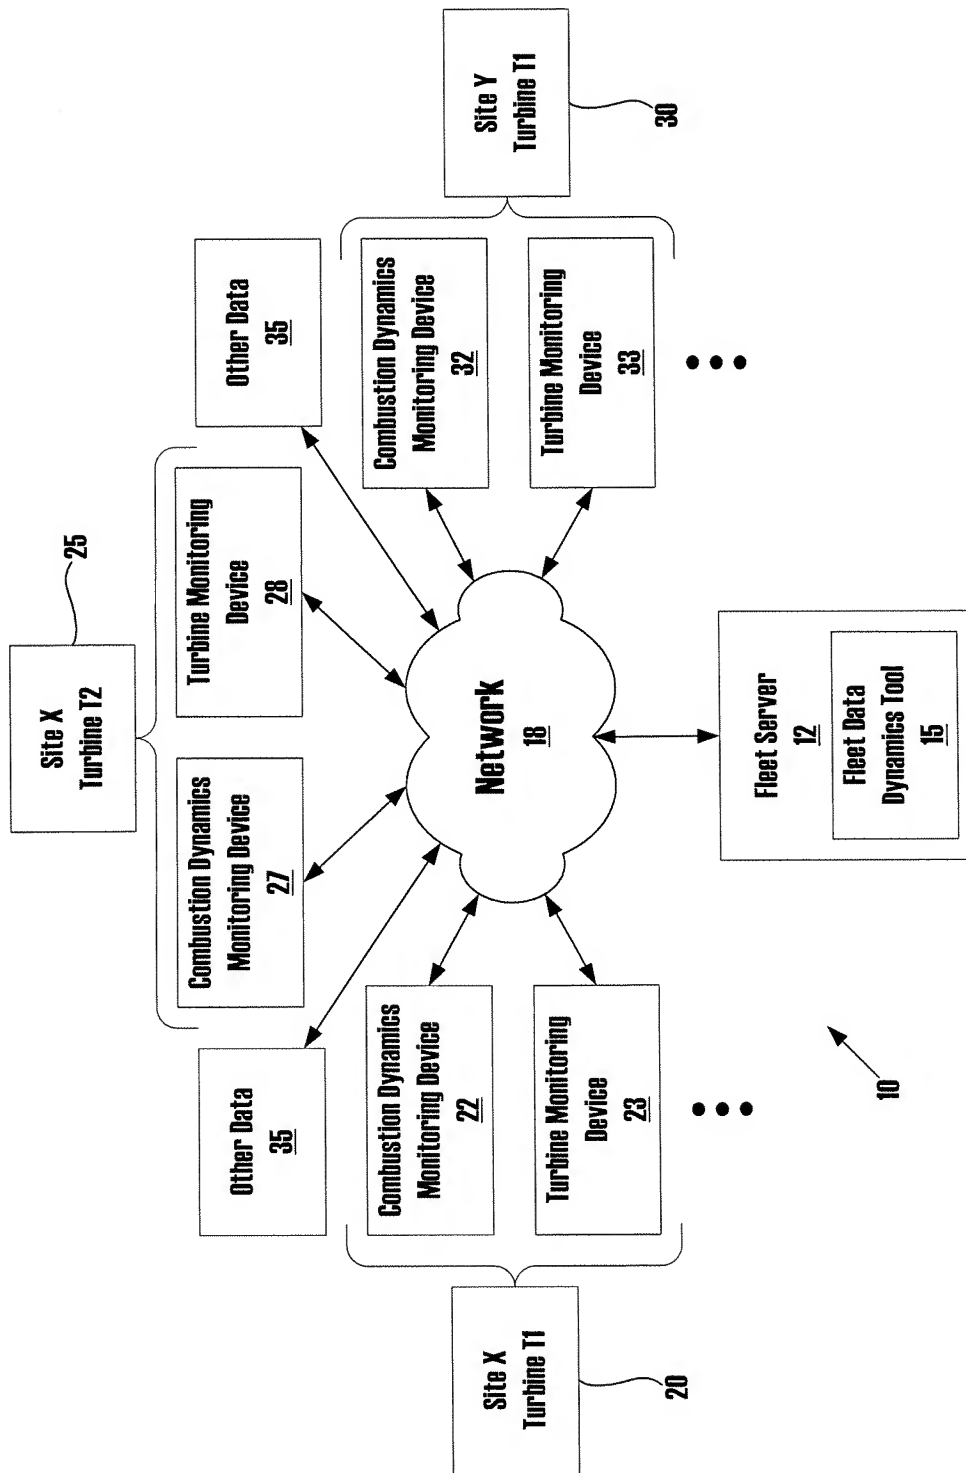 Site X
Turbine T2
25
Other Data
35
Combustion Dynamics
Monitoring Device
27
Turbine Monitoring
Device
28
Other Data
35
Site X
Turbine T1
20
Combustion Dynamics
Monitoring Device
22
Turbine Monitoring
Device
23
Network
18
Combustion Dynamics
Monitoring Device
32
Turbine Monitoring
Device
33
Site Y
Turbine T1
30
Fleet Server
12
Fleet Data
Dynamics Tool
15
10